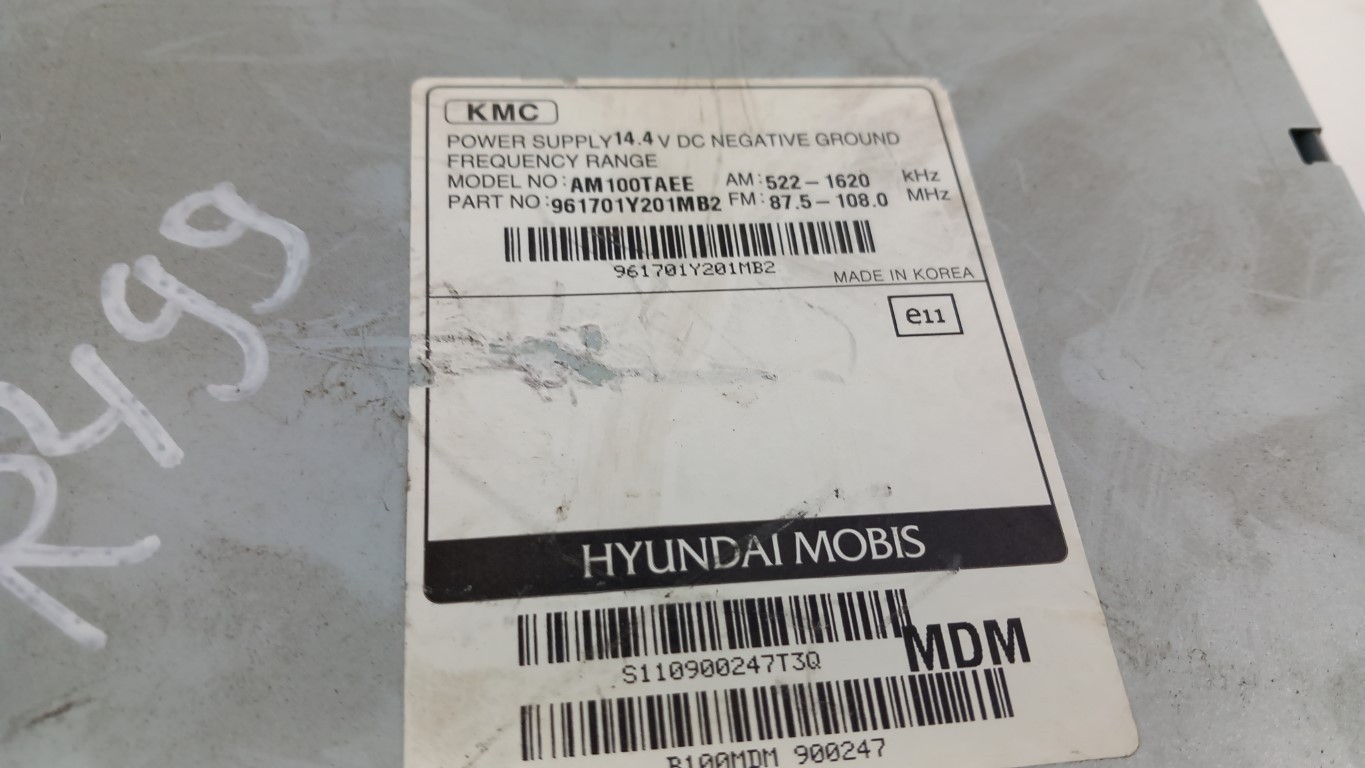 KMC
POWER SUPPLY 14.4 V DC NEGATIVE GROUND
FREQUENCY RANGE
MODEL NO : AM100TAEE AM : 522 – 1620 kHz
PART NO : 961701Y201MB2 FM : 87.5 – 108.0 MHz
961701Y201MB2
MADE IN KOREA
e11
HYUNDAI MOBIS
S110900247T3Q
MDM
B100MDM 900247
R499